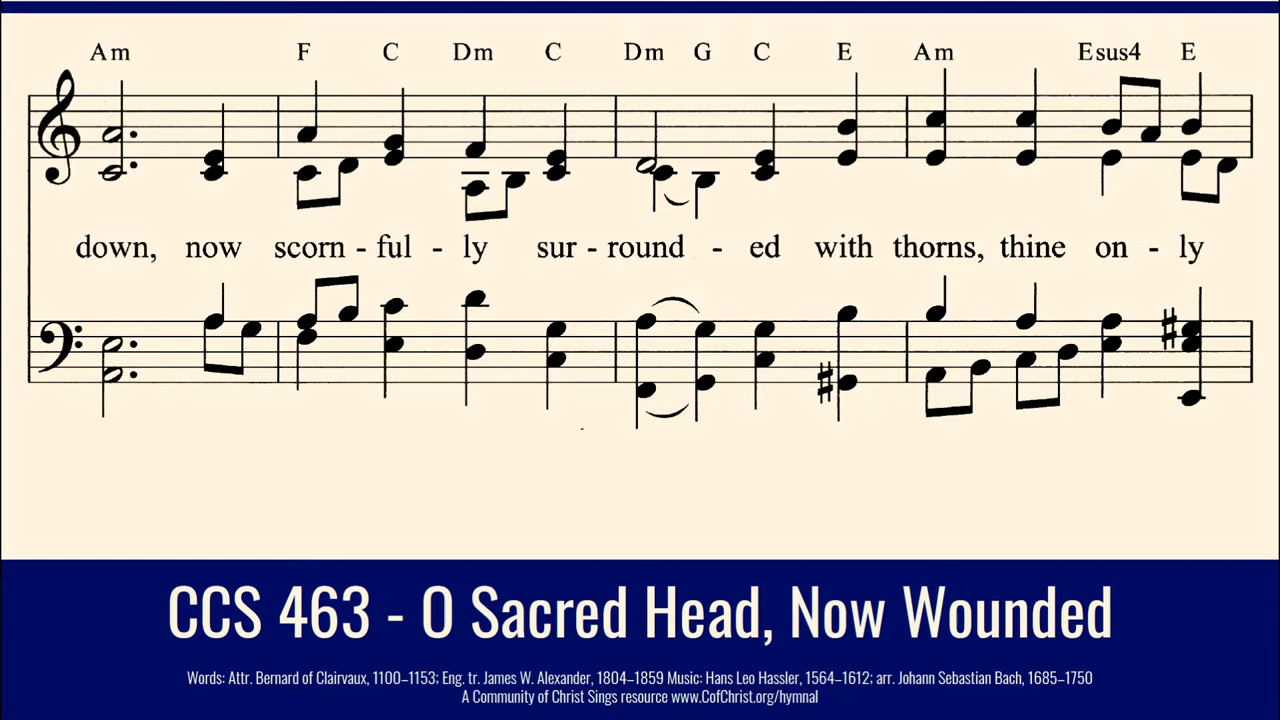 Am F C Dm C Dm G C E Am Esus4 E
down, now scorn - ful - ly sur - round - ed with thorns, thine on - ly
CCS 463 - O Sacred Head, Now Wounded
Words: Attr. Bernard of Clairvaux, 1100–1153; Eng. tr. James W. Alexander, 1804–1859 Music: Hans Leo Hassler, 1564–1612; arr. Johann Sebastian Bach, 1685–1750
A Community of Christ Sings resource www.CofChrist.org/hymnal